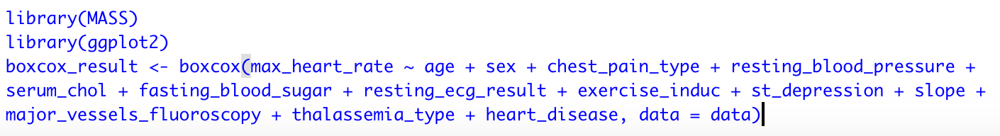 library(MASS)
library(ggplot2)
boxcox_result <- boxcox(max_heart_rate ~ age + sex + chest_pain_type + resting_blood_pressure +
serum_chol + fasting_blood_sugar + resting_ecg_result + exercise_induc + st_depression + slope +
major_vessels_fluoroscopy + thalassemia_type + heart_disease, data = data)